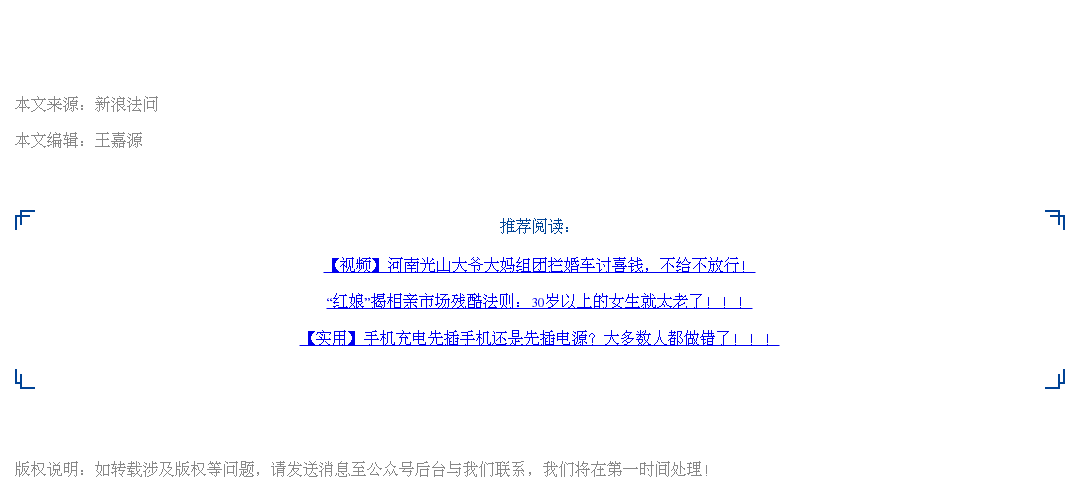 本文来源：新浪法问
本文编辑：王嘉源
推荐阅读：
【视频】河南光山大爷大妈组团拦婚车讨喜钱，不给不放行！
“红娘”揭相亲市场残酷法则：30岁以上的女生就太老了！！！
【实用】手机充电先插手机还是先插电源？大多数人都做错了！！！
版权说明：如转载涉及版权等问题，请发送消息至公众号后台与我们联系，我们将在第一时间处理！